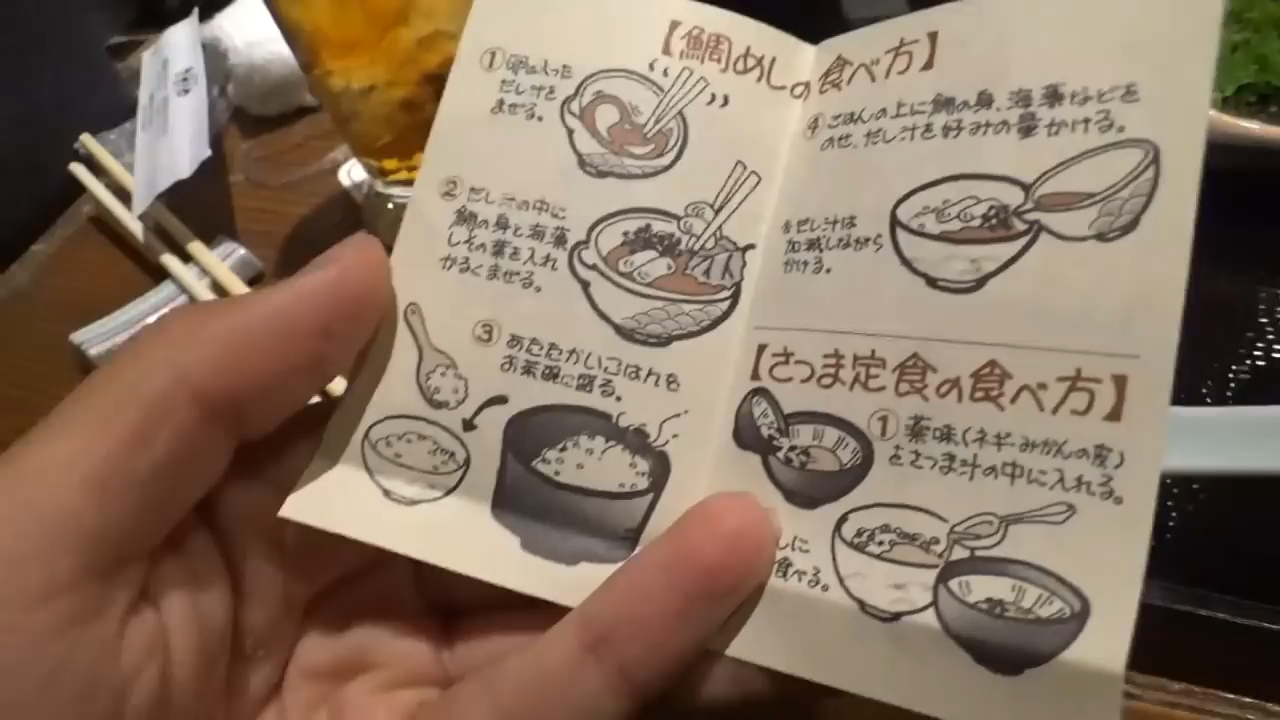 【鯛めしの食べ方】
①卵の入った
だし汁を
まぜる。
②だし汁の中に
鯛の身と海藻
しその葉を入れ
かるくまぜる。
③あたたかいごはんを
お茶碗に盛る。
④ごはんの上に鯛の身、海藻などを
のせ、だし汁を好みの量かける。
※だし汁は
加減しながら
かける。
【さつま定食の食べ方】
①薬味(ネギ・みかんの皮)
をさつま汁の中に入れる。
しに
食べる。